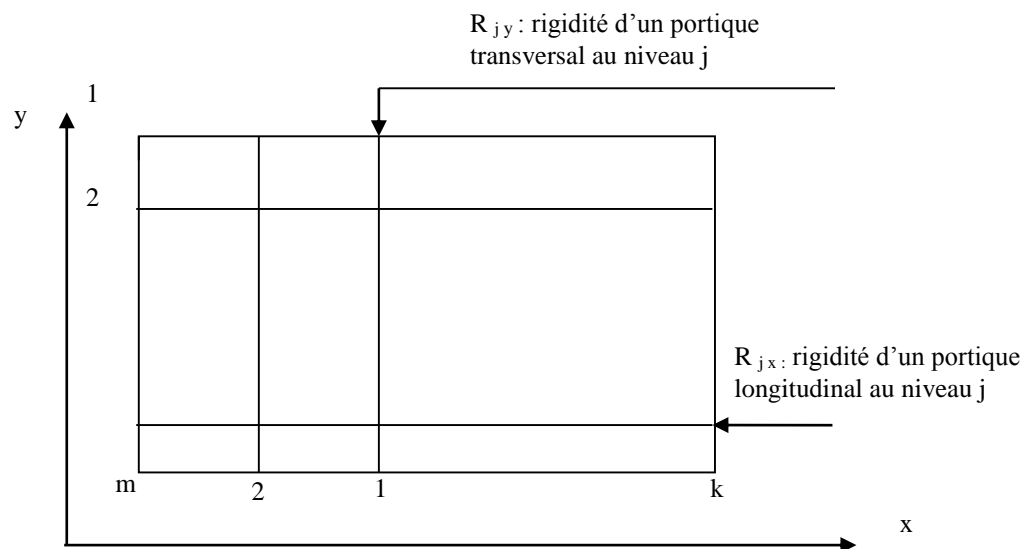 R j y : rigidité d’un portique
transversal au niveau j
1
y
2
R j x : rigidité d’un portique
longitudinal au niveau j
m
2
1
k
x